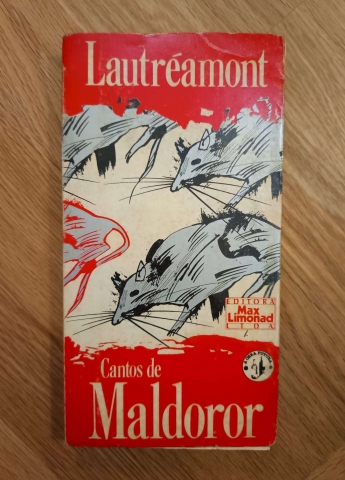 Lautréamont
EDITORA
Max
Limonad
LTDA
Cantos de
Maldoror